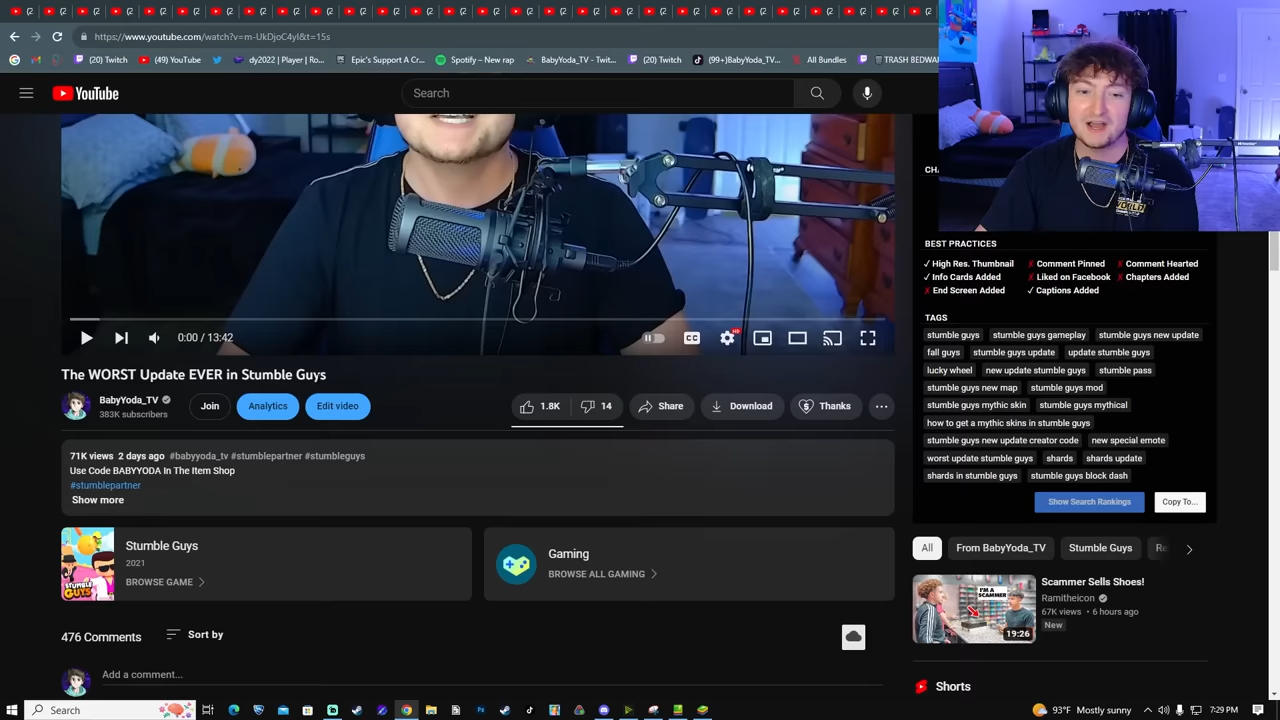 https://www.youtube.com/watch?v=m-UkDjoC4yI&t=15s
(20) Twitch
(49) YouTube
dy2022 | Player | Ro...
Epic's Support A Cr...
Spotify – New rap
BabyYoda_TV - Twit...
(20) Twitch
(99+)BabyYoda_TV...
All Bundles
TRASH BEDWA
YouTube
Search
CHA
WORLD
BEST PRACTICES
✓ High Res. Thumbnail
✗ Comment Pinned
✗ Comment Hearted
✓ Info Cards Added
✗ Liked on Facebook
✗ Chapters Added
✗ End Screen Added
✓ Captions Added
TAGS
stumble guys
stumble guys gameplay
stumble guys new update
fall guys
stumble guys update
update stumble guys
lucky wheel
new update stumble guys
stumble pass
stumble guys new map
stumble guys mod
stumble guys mythic skin
stumble guys mythical
how to get a mythic skins in stumble guys
stumble guys new update creator code
new special emote
worst update stumble guys
shards
shards update
shards in stumble guys
stumble guys block dash
Show Search Rankings
Copy To...
0:00 / 13:42
CC
HD
The WORST Update EVER in Stumble Guys
BabyYoda_TV
383K subscribers
Join
Analytics
Edit video
1.8K
14
Share
Download
Thanks
71K views 2 days ago #babyyoda_tv #stumblepartner #stumbleguys
Use Code BABYYODA In The Item Shop
#stumblepartner
Show more
STUMBLE GUYS
Stumble Guys
2021
BROWSE GAME
Gaming
BROWSE ALL GAMING
476 Comments
Sort by
Add a comment...
All
From BabyYoda_TV
Stumble Guys
Re
I'M A SCAMMER
19:26
Scammer Sells Shoes!
Ramitheicon
67K views • 6 hours ago
New
Shorts
Search
93°F Mostly sunny
7:29 PM